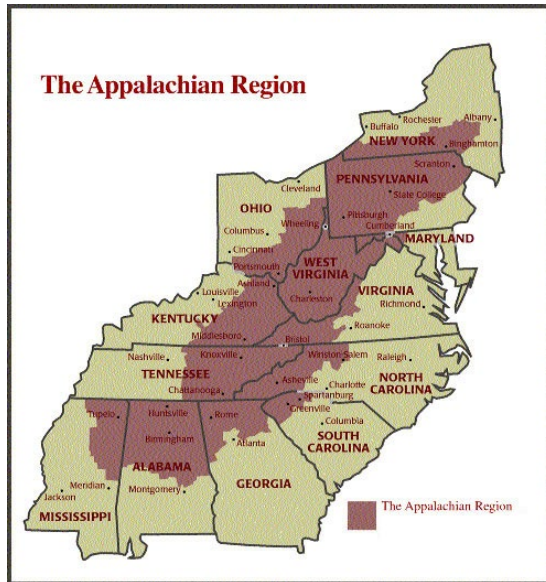 The Appalachian Region
Rochester
Albany
Buffalo
NEW YORK
Binghamton
Scranton
PENNSYLVANIA
Cleveland
State College
OHIO
Pittsburgh
Wheeling
Cumberland
Columbus
MARYLAND
Cincinnati
WEST
VIRGINIA
Portsmouth
Ashland
VIRGINIA
Louisville
Charleston
Lexington
Richmond
KENTUCKY
Roanoke
Middlesboro
Bristol
Nashville
Knoxville
Winston-Salem
Raleigh
TENNESSEE
Asheville
NORTH
CAROLINA
Chattanooga
Charlotte
Spartanburg
Greenville
Tupelo
Huntsville
Rome
Columbia
SOUTH
CAROLINA
Birmingham
Atlanta
ALABAMA
Meridian
Montgomery
GEORGIA
Jackson
MISSISSIPPI
The Appalachian Region